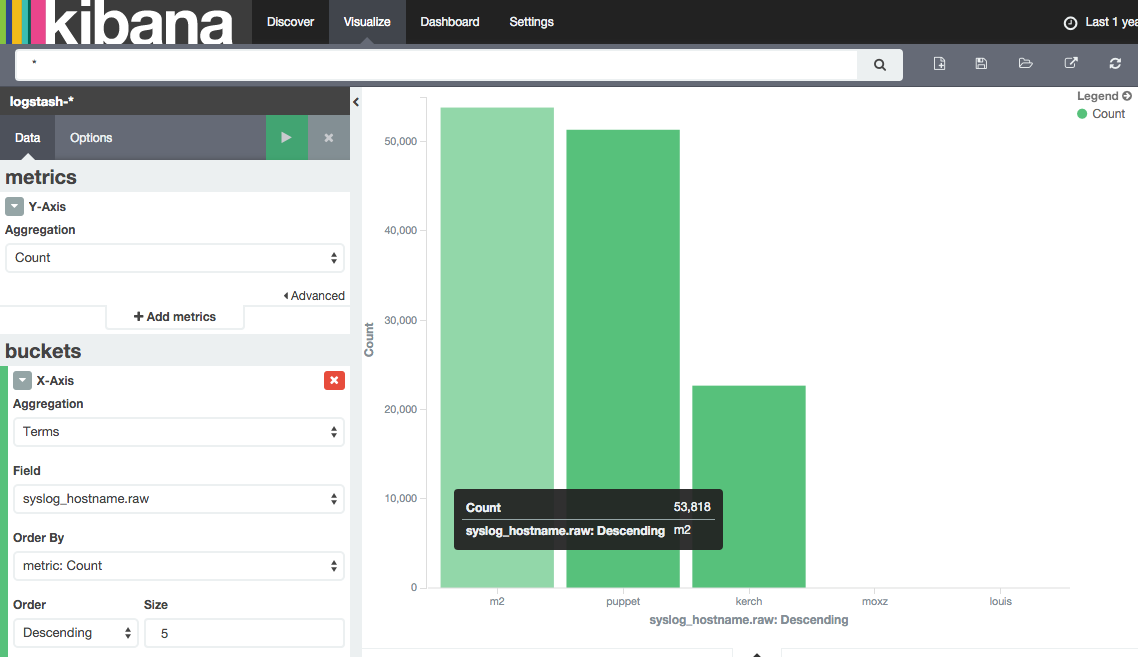 kibana
Discover
Visualize
Dashboard
Settings
Last 1 yea
*
logstash-*
Data
Options
metrics
Y-Axis
Aggregation
Count
Advanced
Add metrics
buckets
X-Axis
Aggregation
Terms
Field
syslog_hostname.raw
Order By
metric: Count
Order
Size
Descending
5
Legend
Count
50,000
40,000
30,000
20,000
10,000
0
Count
Count 53,818
syslog_hostname.raw: Descending m2
m2 puppet kerch moxz louis
syslog_hostname.raw: Descending